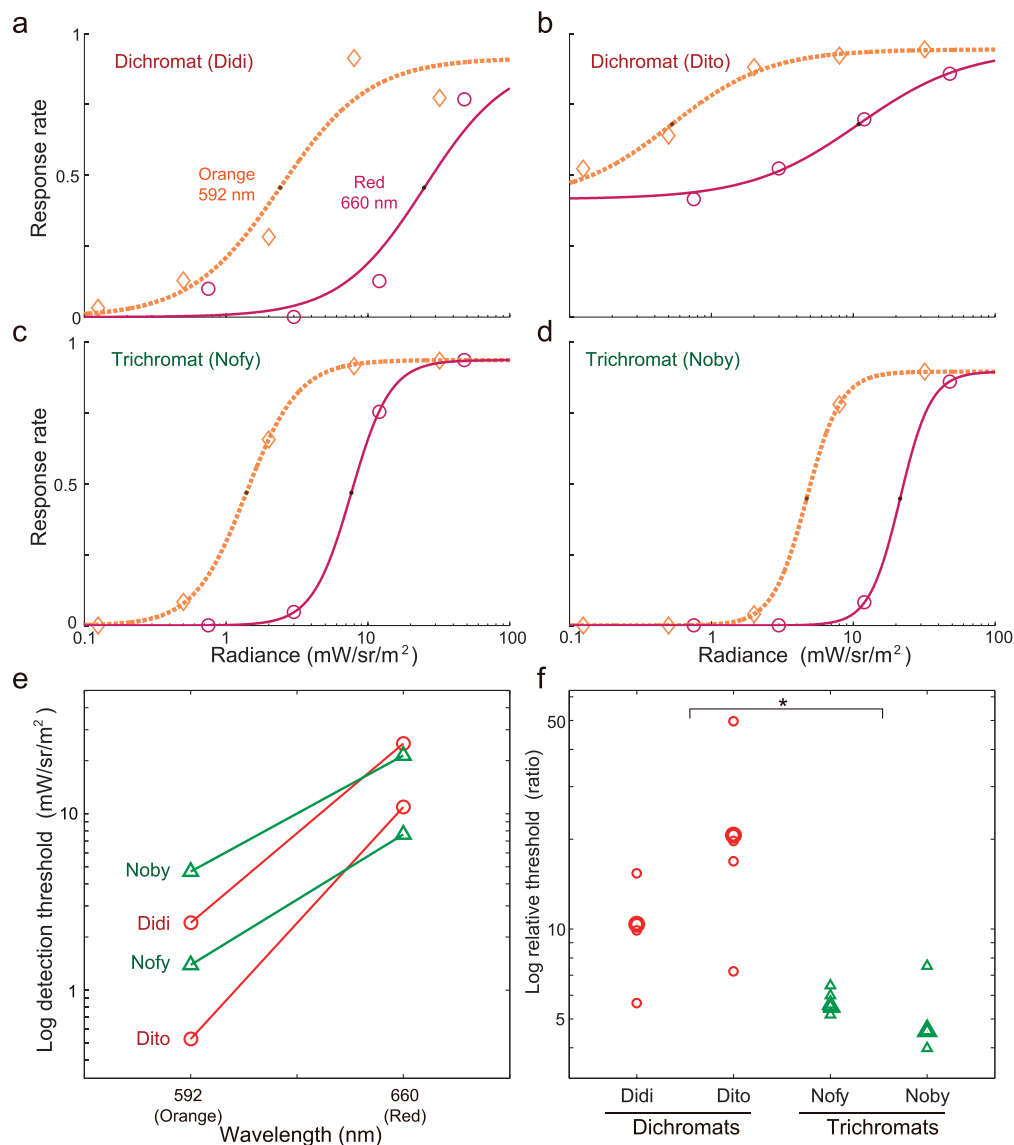 a
b
1
0.5
0
Response rate
Dichromat (Didi)
Orange
592 nm
Red
660 nm
Dichromat (Dito)
c
d
1
0.5
0
Response rate
Trichromat (Nofy)
Trichromat (Noby)
0.1
1
10
100
0.1
1
10
100
Radiance (mW/sr/m²)
Radiance (mW/sr/m²)
e
f
Log detection threshold (mW/sr/m²)
10
1
Noby
Didi
Nofy
Dito
592
(Orange)
660
(Red)
Wavelength (nm)
Log relative threshold (ratio)
50
10
5
*
Didi
Dito
Nofy
Noby
Dichromats
Trichromats